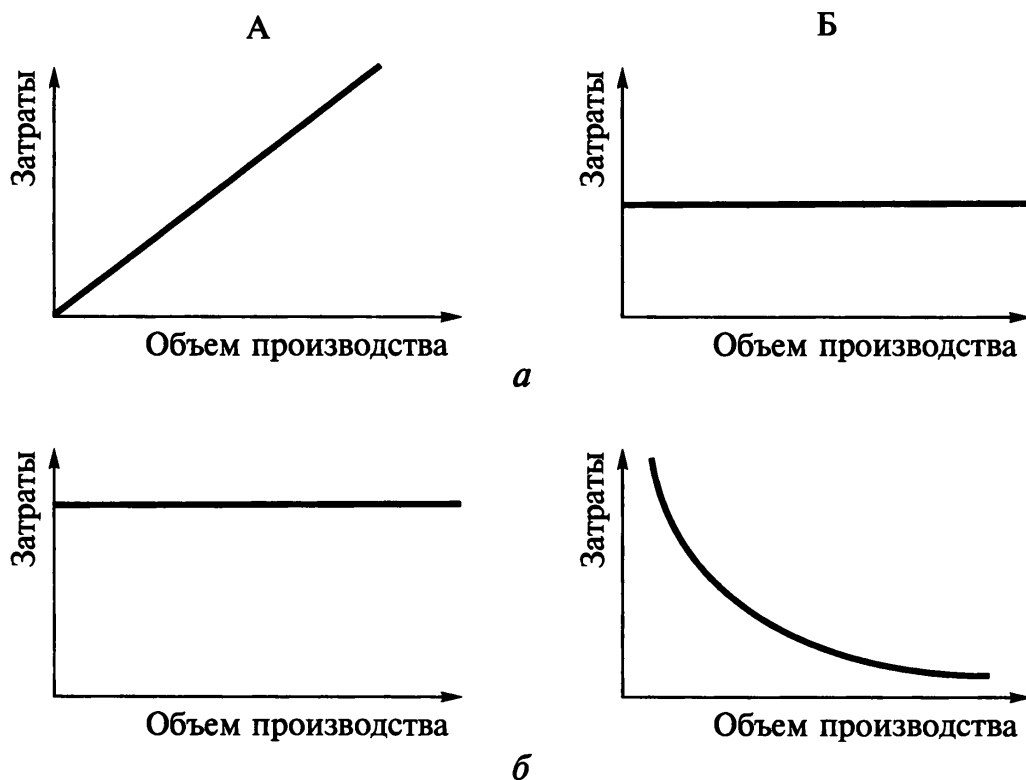 А
Б
Затраты
Объем производства
Затраты
Объем производства
а
Затраты
Объем производства
Затраты
Объем производства
б